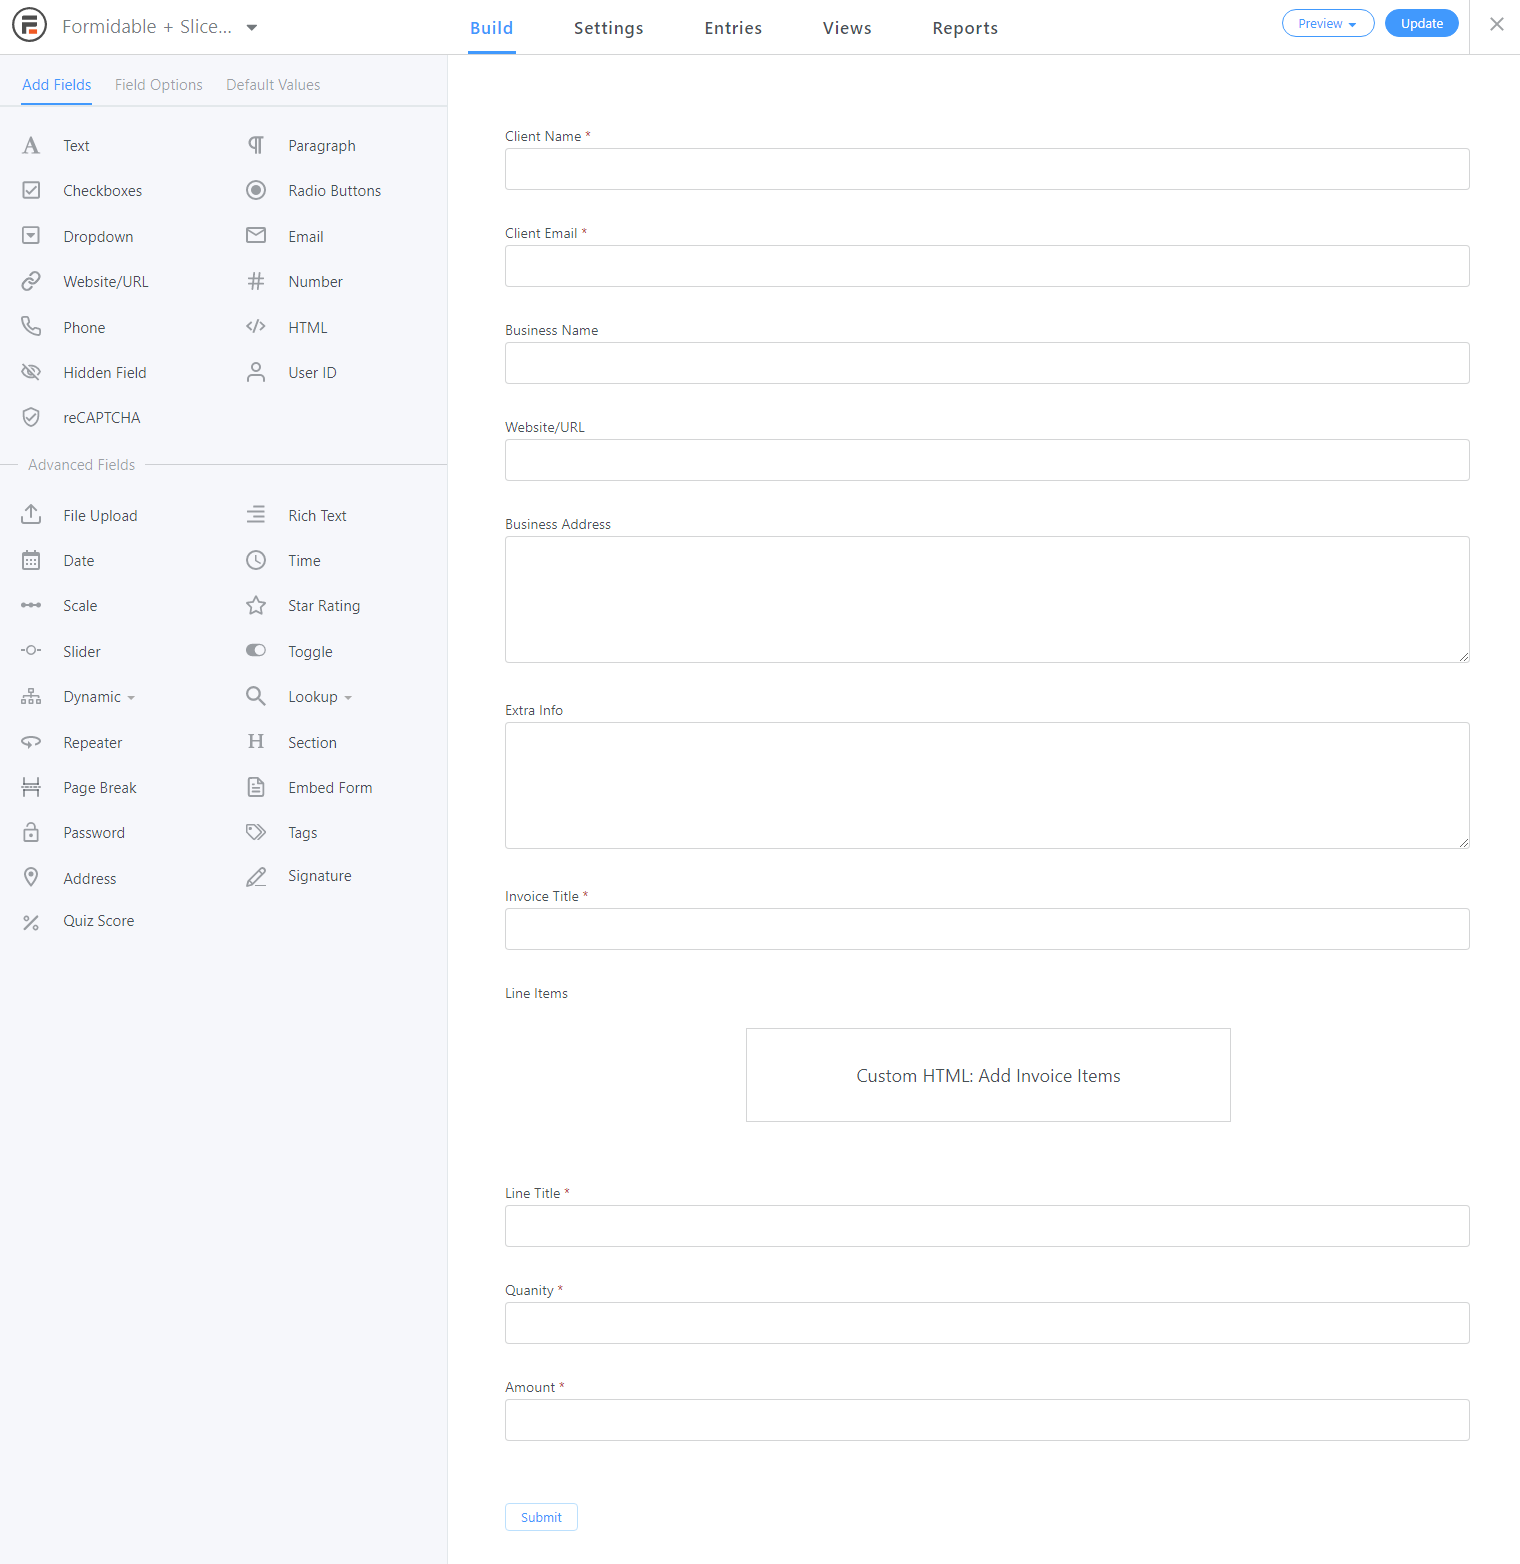 Formidable + Slice...
Build Settings Entries Views Reports
Preview Update
Add Fields Field Options Default Values
Text Paragraph
Checkboxes Radio Buttons
Dropdown Email
Website/URL Number
Phone HTML
Hidden Field User ID
reCAPTCHA
Advanced Fields
File Upload Rich Text
Date Time
Scale Star Rating
Slider Toggle
Dynamic Lookup
Repeater Section
Page Break Embed Form
Password Tags
Address Signature
Quiz Score
Client Name *
Client Email *
Business Name
Website/URL
Business Address
Extra Info
Invoice Title *
Line Items
Custom HTML: Add Invoice Items
Line Title *
Quanity *
Amount *
Submit